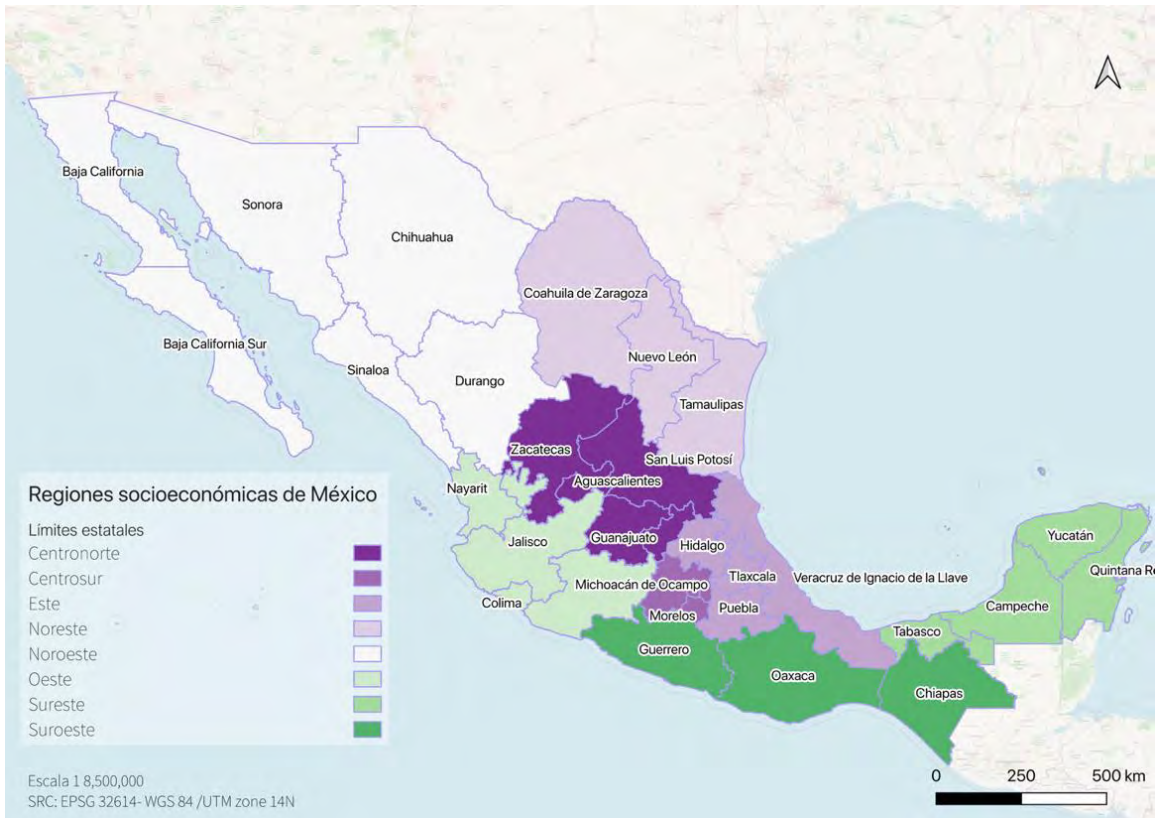 Baja California
Sonora
Chihuahua
Coahuila de Zaragoza
Baja California Sur
Nuevo León
Sinaloa
Durango
Tamaulipas
Zacatecas
San Luis Potosí
Aguascalientes
Nayarit
Guanajuato
Jalisco
Hidalgo
Yucatán
Quintana R
Tlaxcala
Veracruz de Ignacio de la Llave
Michoacán de Ocampo
Colima
Puebla
Campeche
Morelos
Tabasco
Guerrero
Oaxaca
Chiapas
Regiones socioeconómicas de México
Límites estatales
Centronorte
Centrosur
Este
Noreste
Noroeste
Oeste
Sureste
Suroeste
Escala 1 8,500,000
SRC: EPSG 32614- WGS 84 /UTM zone 14N
0 250 500 km